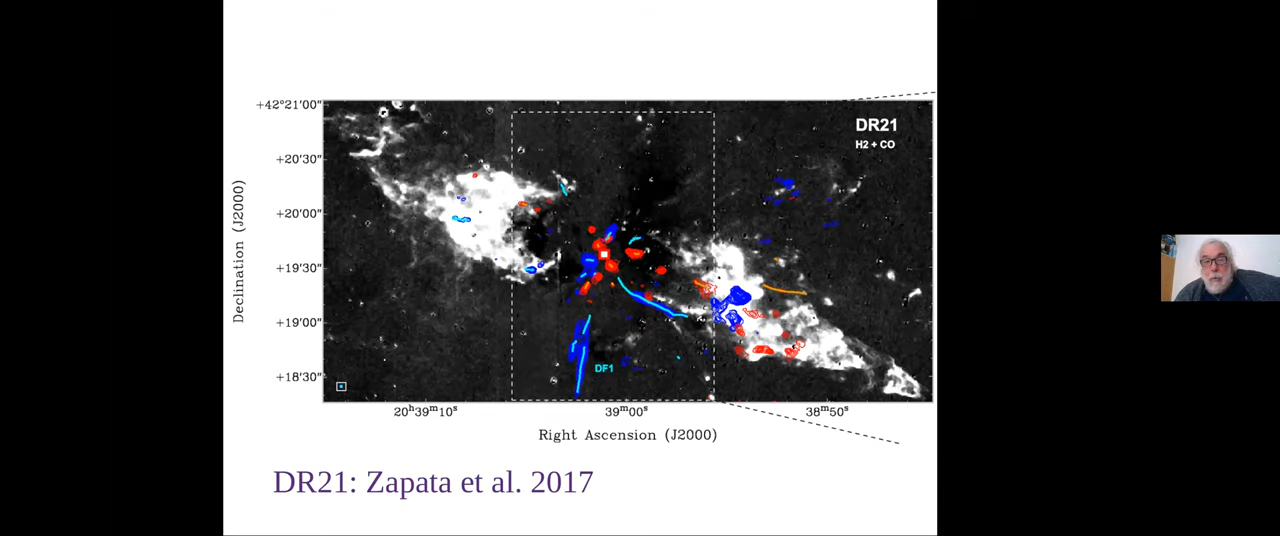 +42°21'00"
DR21
H2 + CO
+20'30"
+20'00"
+19'30"
+19'00"
+18'30"
Declination (J2000)
DF1
20ʰ39ᵐ10ˢ
39ᵐ00ˢ
38ᵐ50ˢ
Right Ascension (J2000)
DR21: Zapata et al. 2017